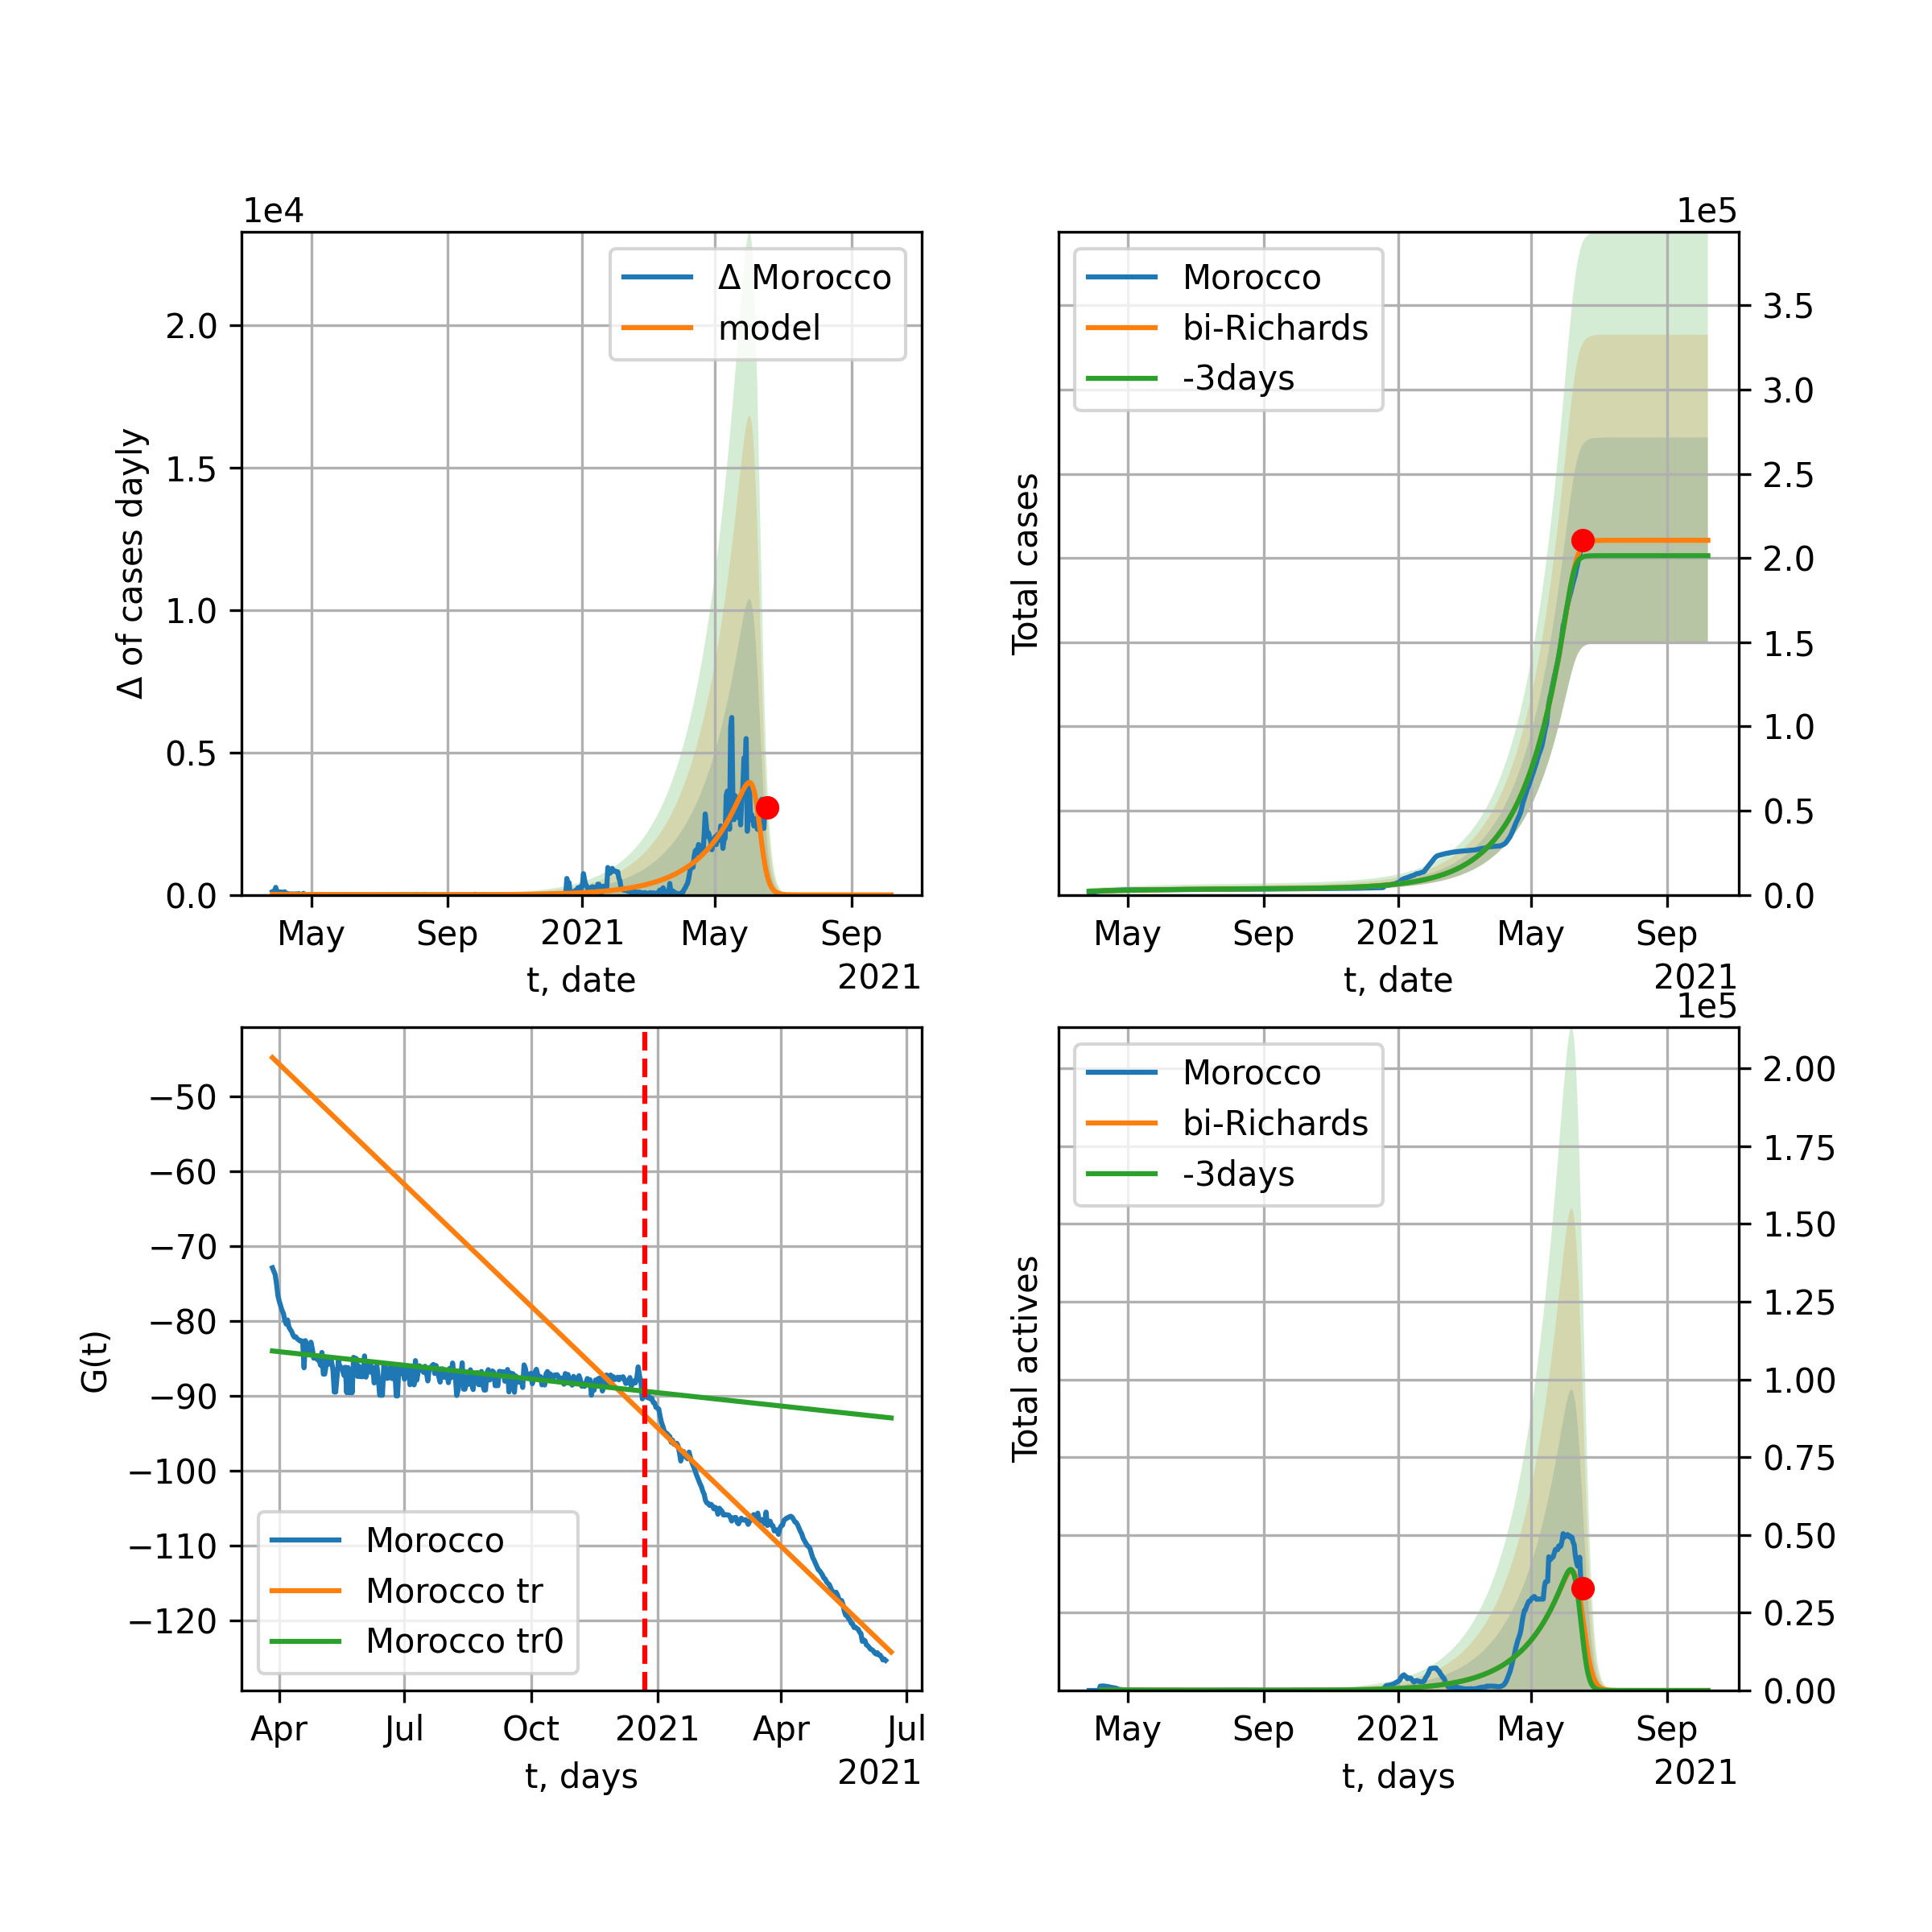 1e4
Δ Morocco
model
2.0
1.5
1.0
0.5
0.0
Δ of cases dayly
May Sep 2021 May Sep
t, date
2021
1e5
Morocco
bi-Richards
-3days
3.5
3.0
2.5
2.0
1.5
1.0
0.5
0.0
Total cases
May Sep 2021 May Sep
t, date
2021
−50
−60
−70
−80
−90
−100
−110
−120
G(t)
Morocco
Morocco tr
Morocco tr0
Apr Jul Oct 2021 Apr Jul
t, days
2021
1e5
Morocco
bi-Richards
-3days
2.00
1.75
1.50
1.25
1.00
0.75
0.50
0.25
0.00
Total actives
May Sep 2021 May Sep
t, days
2021